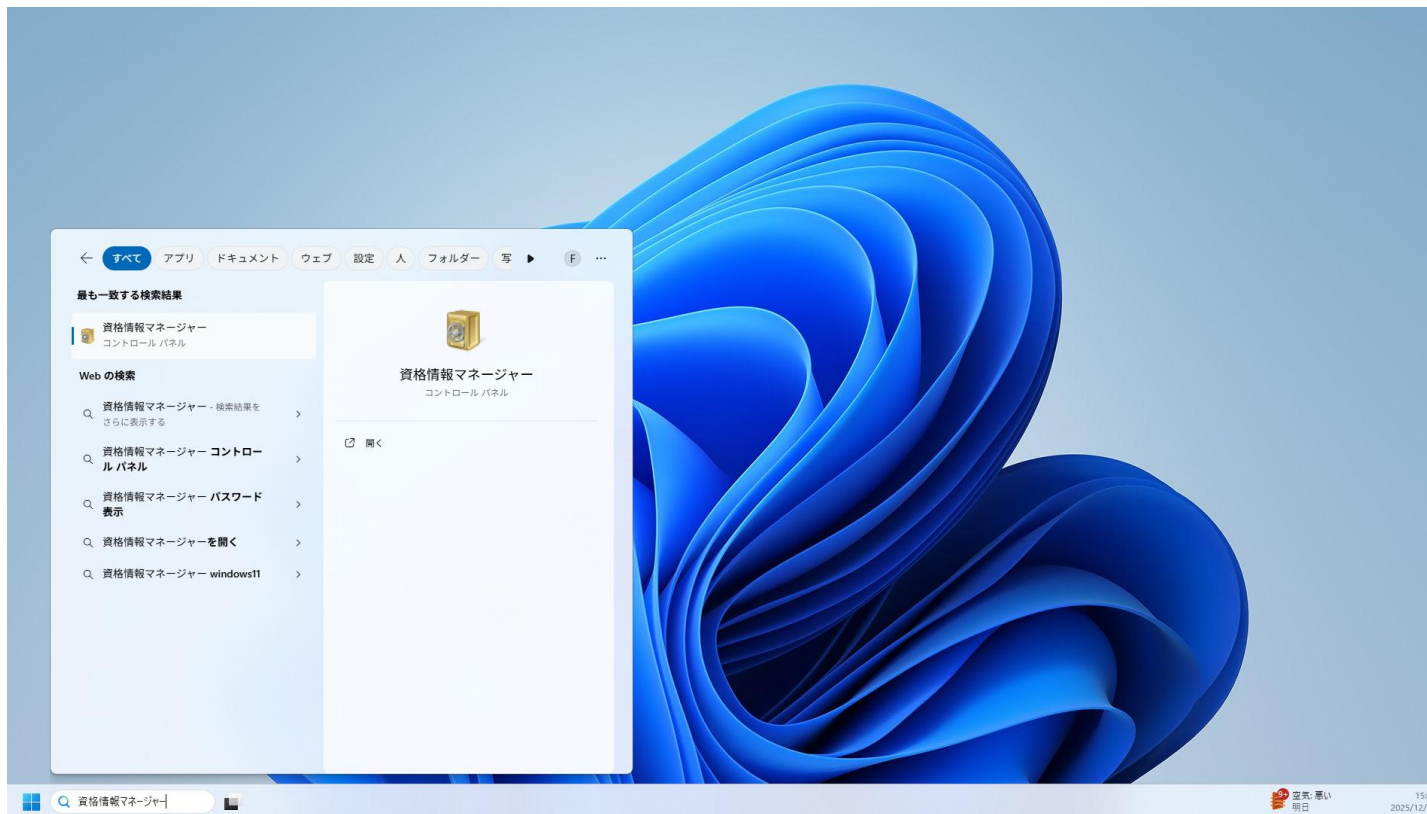 すべて アプリ ドキュメント ウェブ 設定 人 フォルダー 写 F
最も一致する検索結果
資格情報マネージャー
コントロール パネル
Web の検索
資格情報マネージャー - 検索結果を
さらに表示する
資格情報マネージャー コントロー
ル パネル
資格情報マネージャー パスワード
表示
資格情報マネージャーを開く
資格情報マネージャー windows11
資格情報マネージャー
コントロール パネル
開く
資格情報マネージャー
9+
空気: 悪い
明日
15:
2025/12/